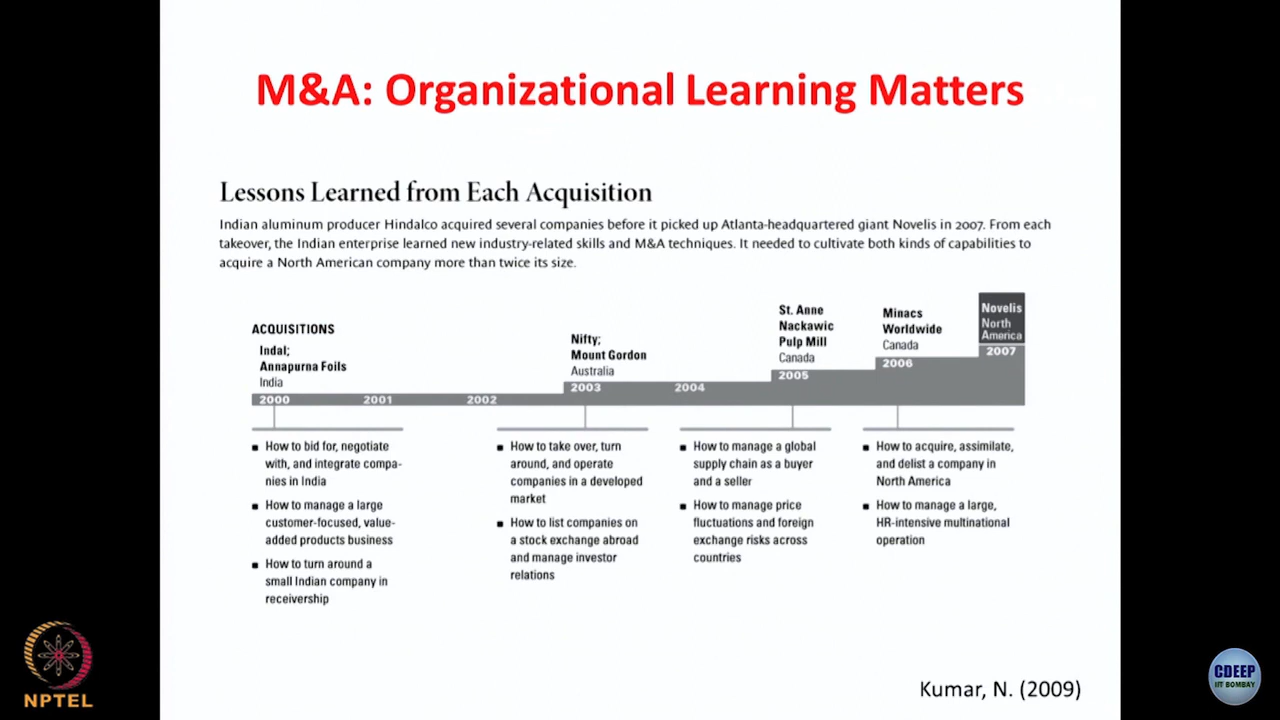 M&A: Organizational Learning Matters
Lessons Learned from Each Acquisition
Indian aluminum producer Hindalco acquired several companies before it picked up Atlanta-headquartered giant Novelis in 2007. From each
takeover, the Indian enterprise learned new industry-related skills and M&A techniques. It needed to cultivate both kinds of capabilities to
acquire a North American company more than twice its size.
ACQUISITIONS
Indal;
Annapurna Foils
India
2000
2001
2002
Nifty;
Mount Gordon
Australia
2003
2004
St. Anne
Nackawic
Pulp Mill
Canada
2005
Minacs
Worldwide
Canada
2006
Novelis
North
America
2007
■ How to bid for, negotiate
with, and integrate compa-
nies in India
■ How to manage a large
customer-focused, value-
added products business
■ How to turn around a
small Indian company in
receivership
■ How to take over, turn
around, and operate
companies in a developed
market
■ How to list companies on
a stock exchange abroad
and manage investor
relations
■ How to manage a global
supply chain as a buyer
and a seller
■ How to manage price
fluctuations and foreign
exchange risks across
countries
■ How to acquire, assimilate,
and delist a company in
North America
■ How to manage a large,
HR-intensive multinational
operation
Kumar, N. (2009)
NPTEL
CDEEP
IIT BOMBAY